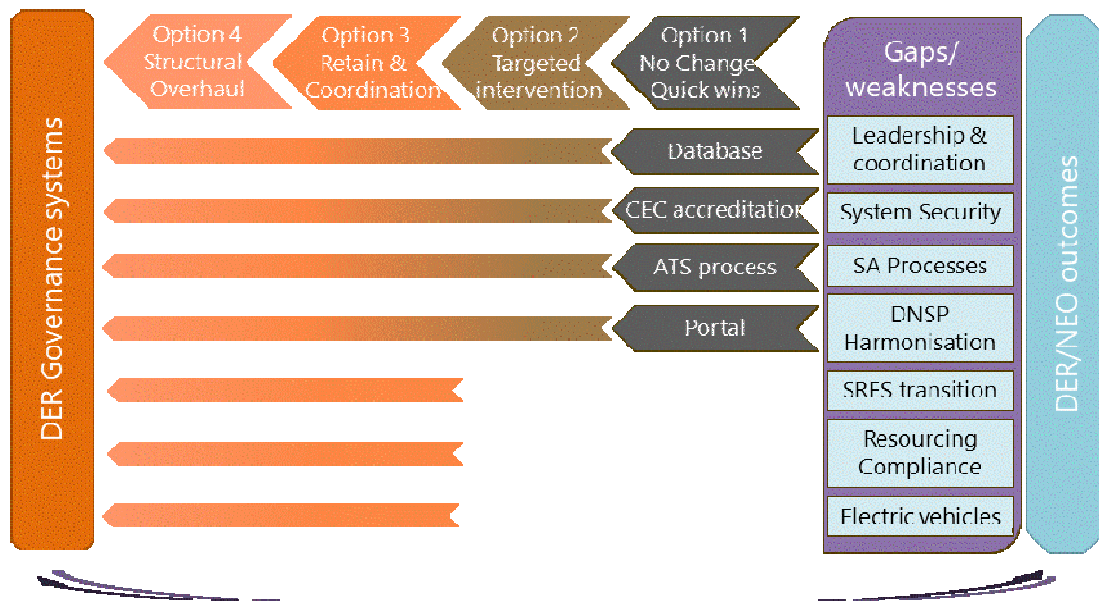 DER Governance systems
Option 4
Structural
Overhaul
Option 3
Retain &
Coordination
Option 2
Targeted
intervention
Option 1
No Change
Quick wins
Gaps/
weaknesses
Database
CEC accreditation
ATS process
Portal
Leadership &
coordination
System Security
SA Processes
DNSP
Harmonisation
SRES transition
Resourcing
Compliance
Electric vehicles
DER/NEO outcomes